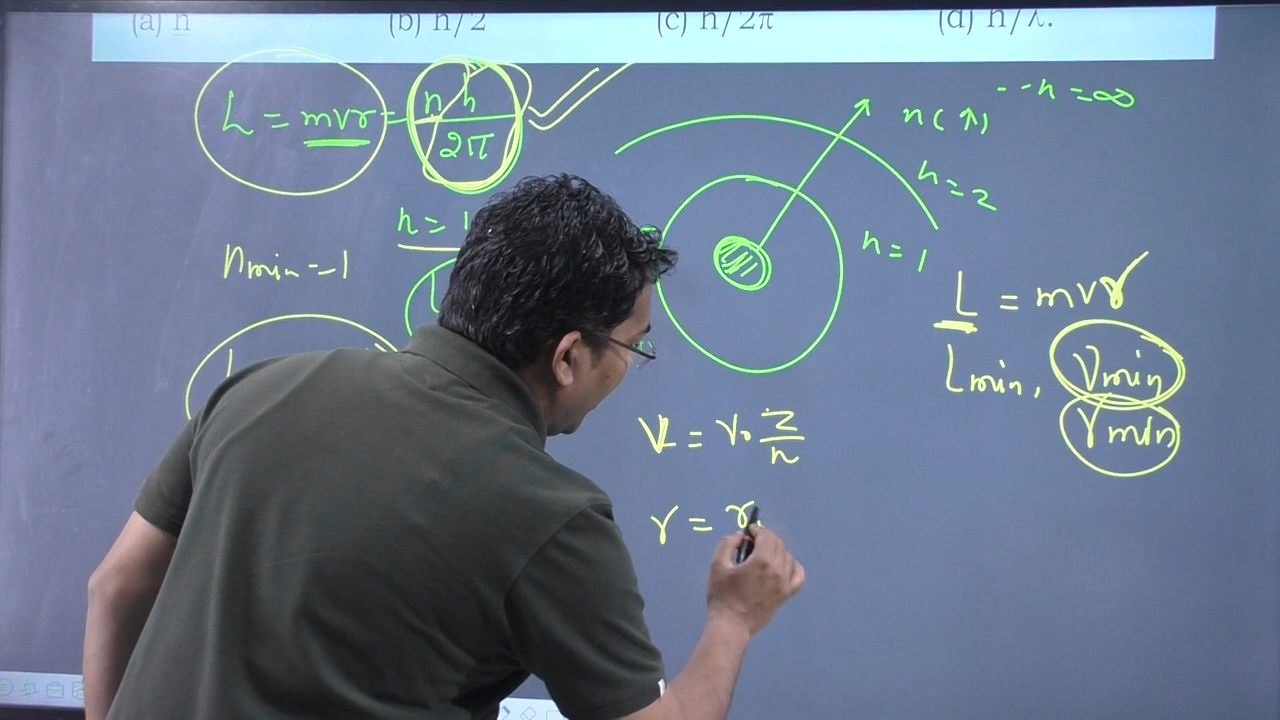 (a) h (b) h/2 (c) h/2π (d) h/λ.
L = mvr = nh/2π
n(↑) --n = ∞
n = 2
n = 1
n = 1
nmin = 1
L = mvr
Lmin, Vmin
rmin
V = V₀ Z/n
r = r